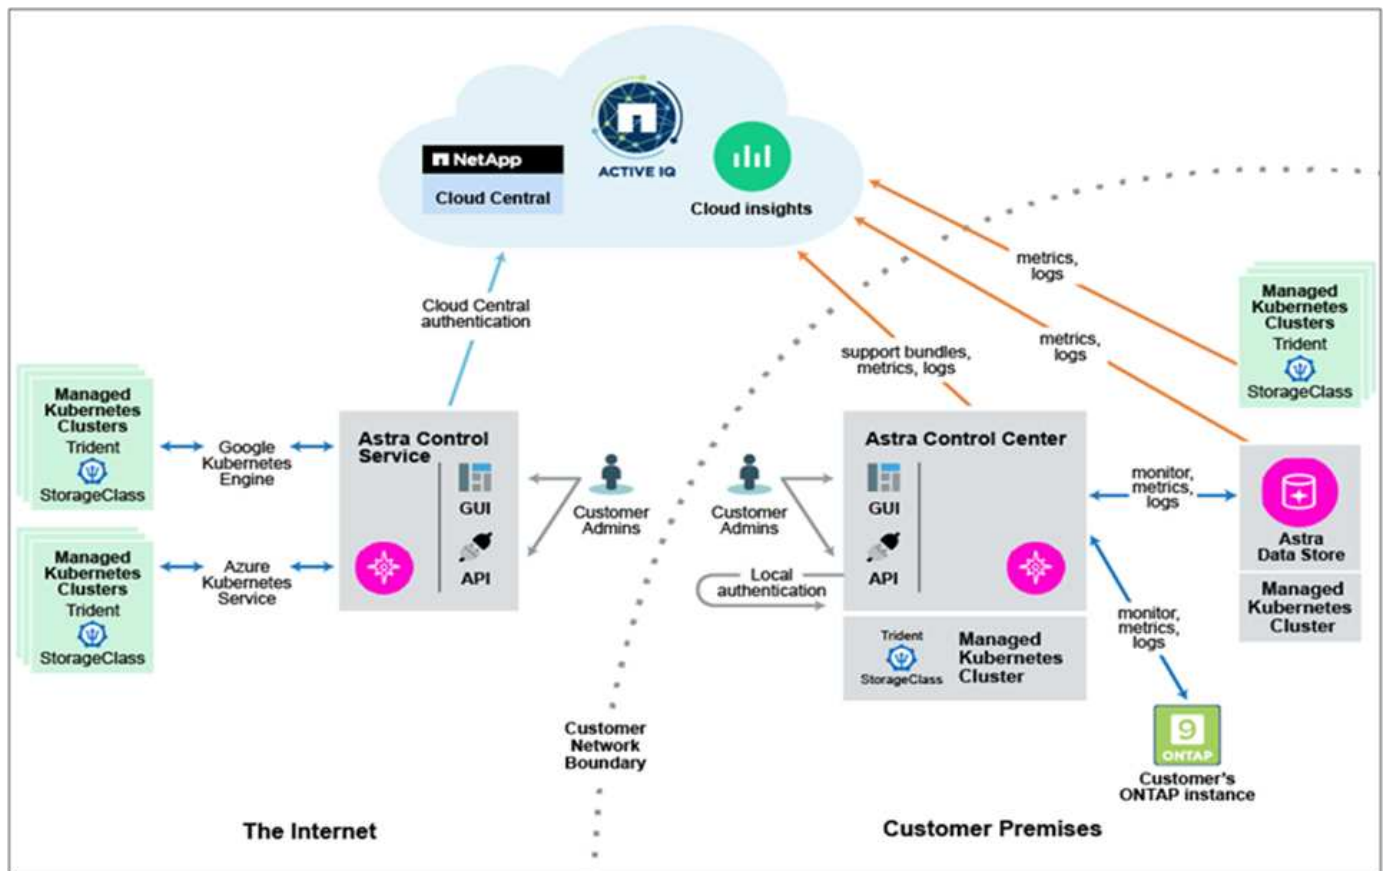 NetApp
Cloud Central
ACTIVE IQ
Cloud insights
Cloud Central
authentication
metrics,
logs
metrics,
logs
support bundles,
metrics, logs
Managed
Kubernetes
Clusters
Trident
StorageClass
Managed
Kubernetes
Clusters
Trident
StorageClass
Google
Kubernetes
Engine
Managed
Kubernetes
Clusters
Trident
StorageClass
Azure
Kubernetes
Service
Astra Control
Service
GUI
API
Customer
Admins
Customer
Admins
Local
authentication
Astra Control Center
GUI
API
Trident
StorageClass
Managed
Kubernetes
Cluster
monitor,
metrics,
logs
Astra
Data Store
Managed
Kubernetes
Cluster
monitor,
metrics,
logs
9
ONTAP
Customer's
ONTAP instance
Customer
Network
Boundary
The Internet
Customer Premises